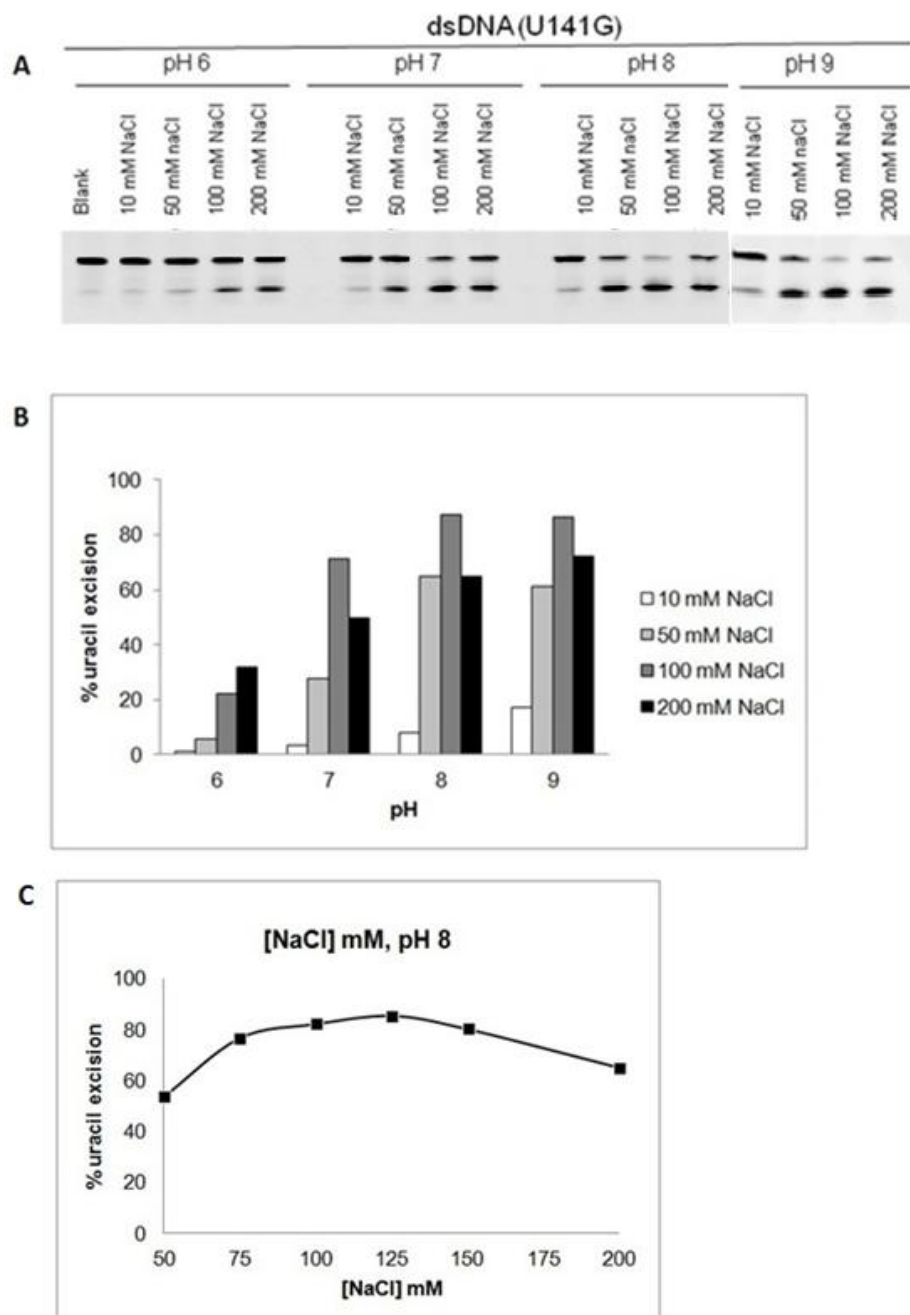 dsDNA(U141G)
A
pH 6
pH 7
pH 8
pH 9
Blank
10 mM NaCl
50 mM naCl
100 mM NaCl
200 mM NaCl
10 mM NaCl
50 mM NaCl
100 mM NaCl
200 mM NaCl
10 mM NaCl
50 mM NaCl
100 mM NaCl
200 mM NaCl
10 mM NaCl
50 mM NaCl
100 mM NaCl
200 mM NaCl
B
100
80
60
40
20
0
% uracil excision
6 7 8 9
pH
10 mM NaCl
50 mM NaCl
100 mM NaCl
200 mM NaCl
C
[NaCl] mM, pH 8
100
80
60
40
20
0
% uracil excision
50 75 100 125 150 175 200
[NaCl] mM